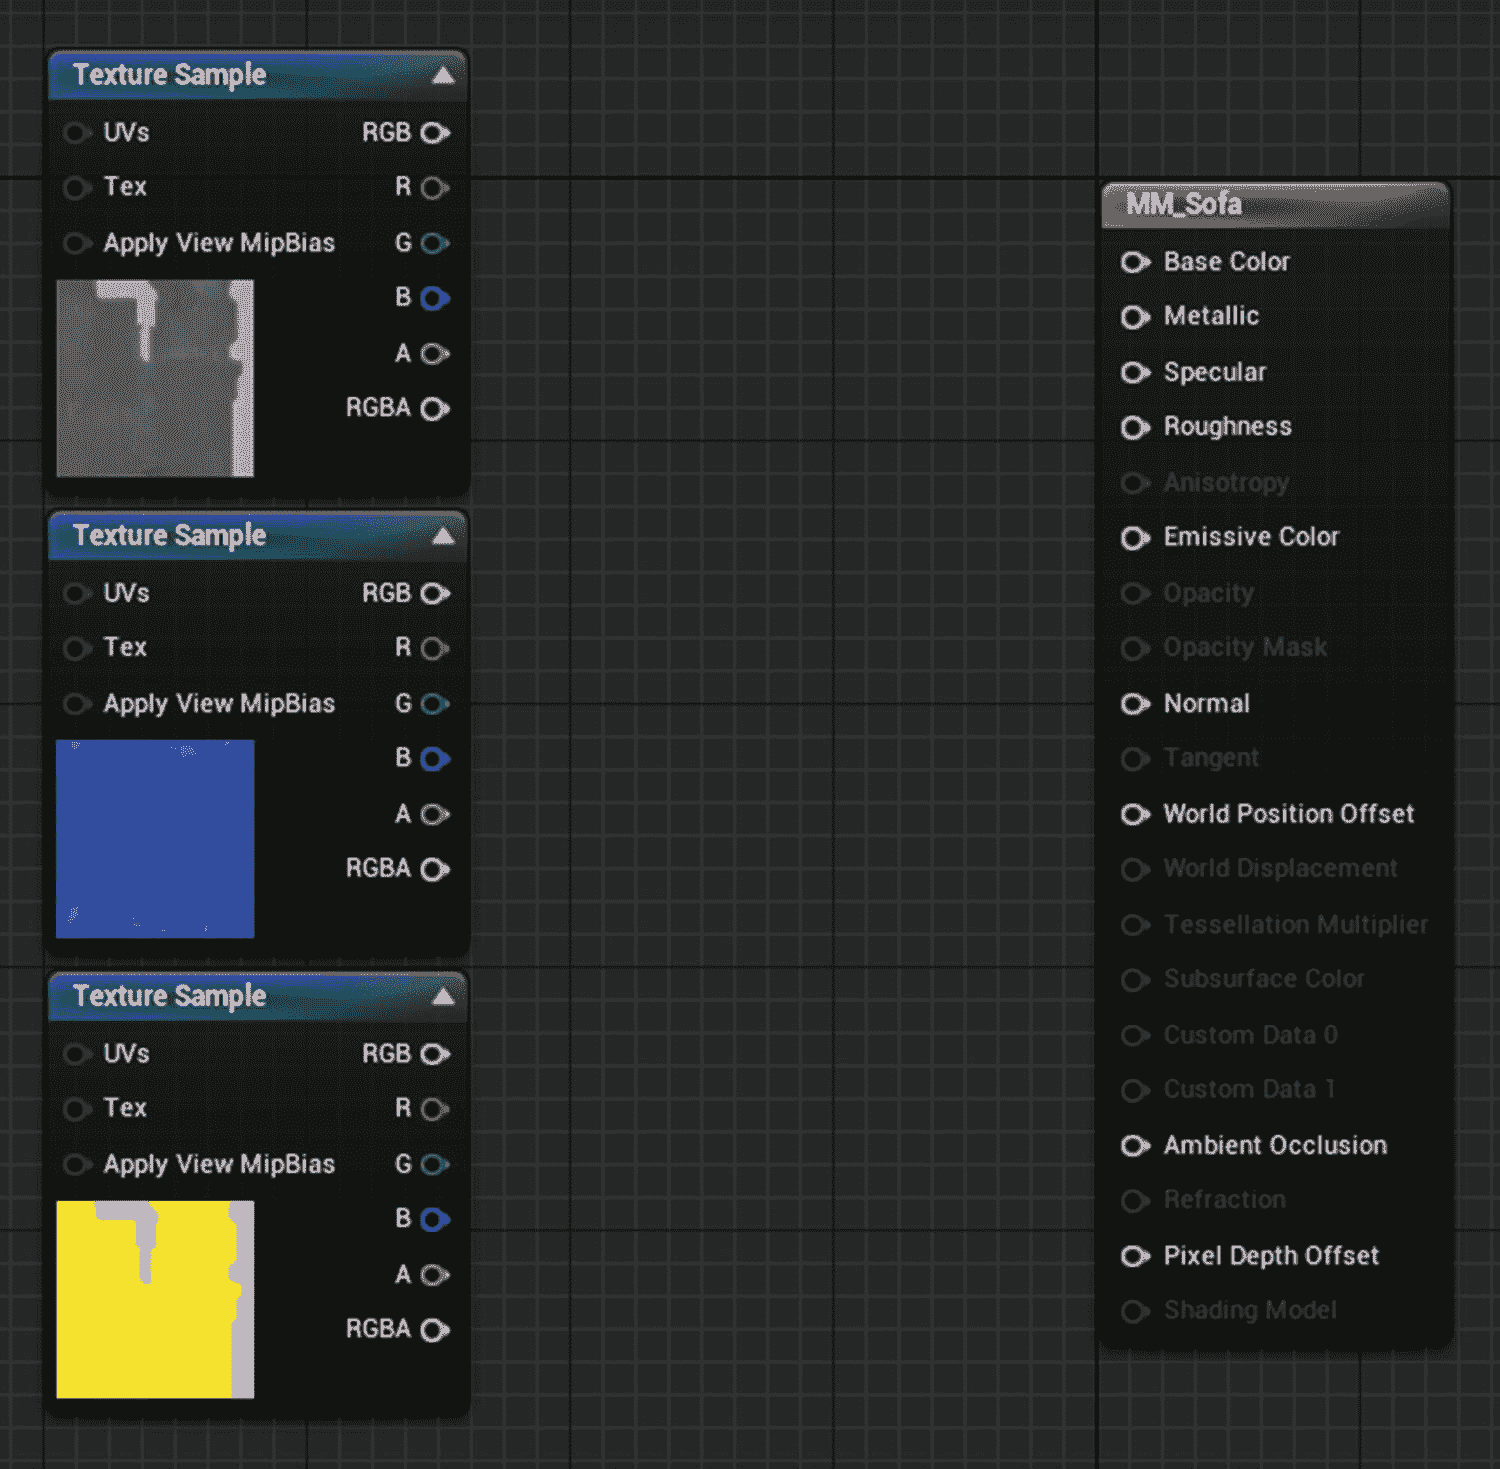 Texture Sample
UVs RGB
Tex R
Apply View MipBias G
B
A
RGBA
Texture Sample
UVs RGB
Tex R
Apply View MipBias G
B
A
RGBA
Texture Sample
UVs RGB
Tex R
Apply View MipBias G
B
A
RGBA
MM_Sofa
Base Color
Metallic
Specular
Roughness
Anisotropy
Emissive Color
Opacity
Opacity Mask
Normal
Tangent
World Position Offset
World Displacement
Tessellation Multiplier
Subsurface Color
Custom Data 0
Custom Data 1
Ambient Occlusion
Refraction
Pixel Depth Offset
Shading Model